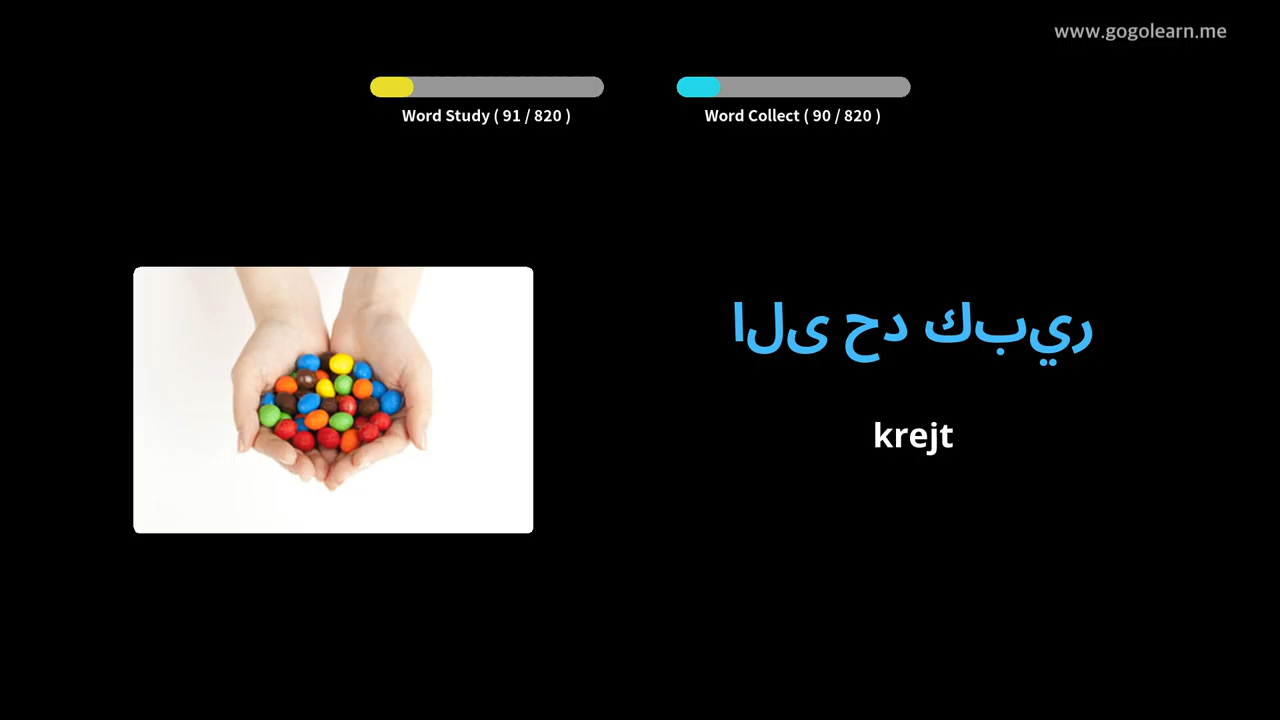 www.gogolearn.me
Word Study ( 91 / 820 )
Word Collect ( 90 / 820 )
الى حد كبير
krejt